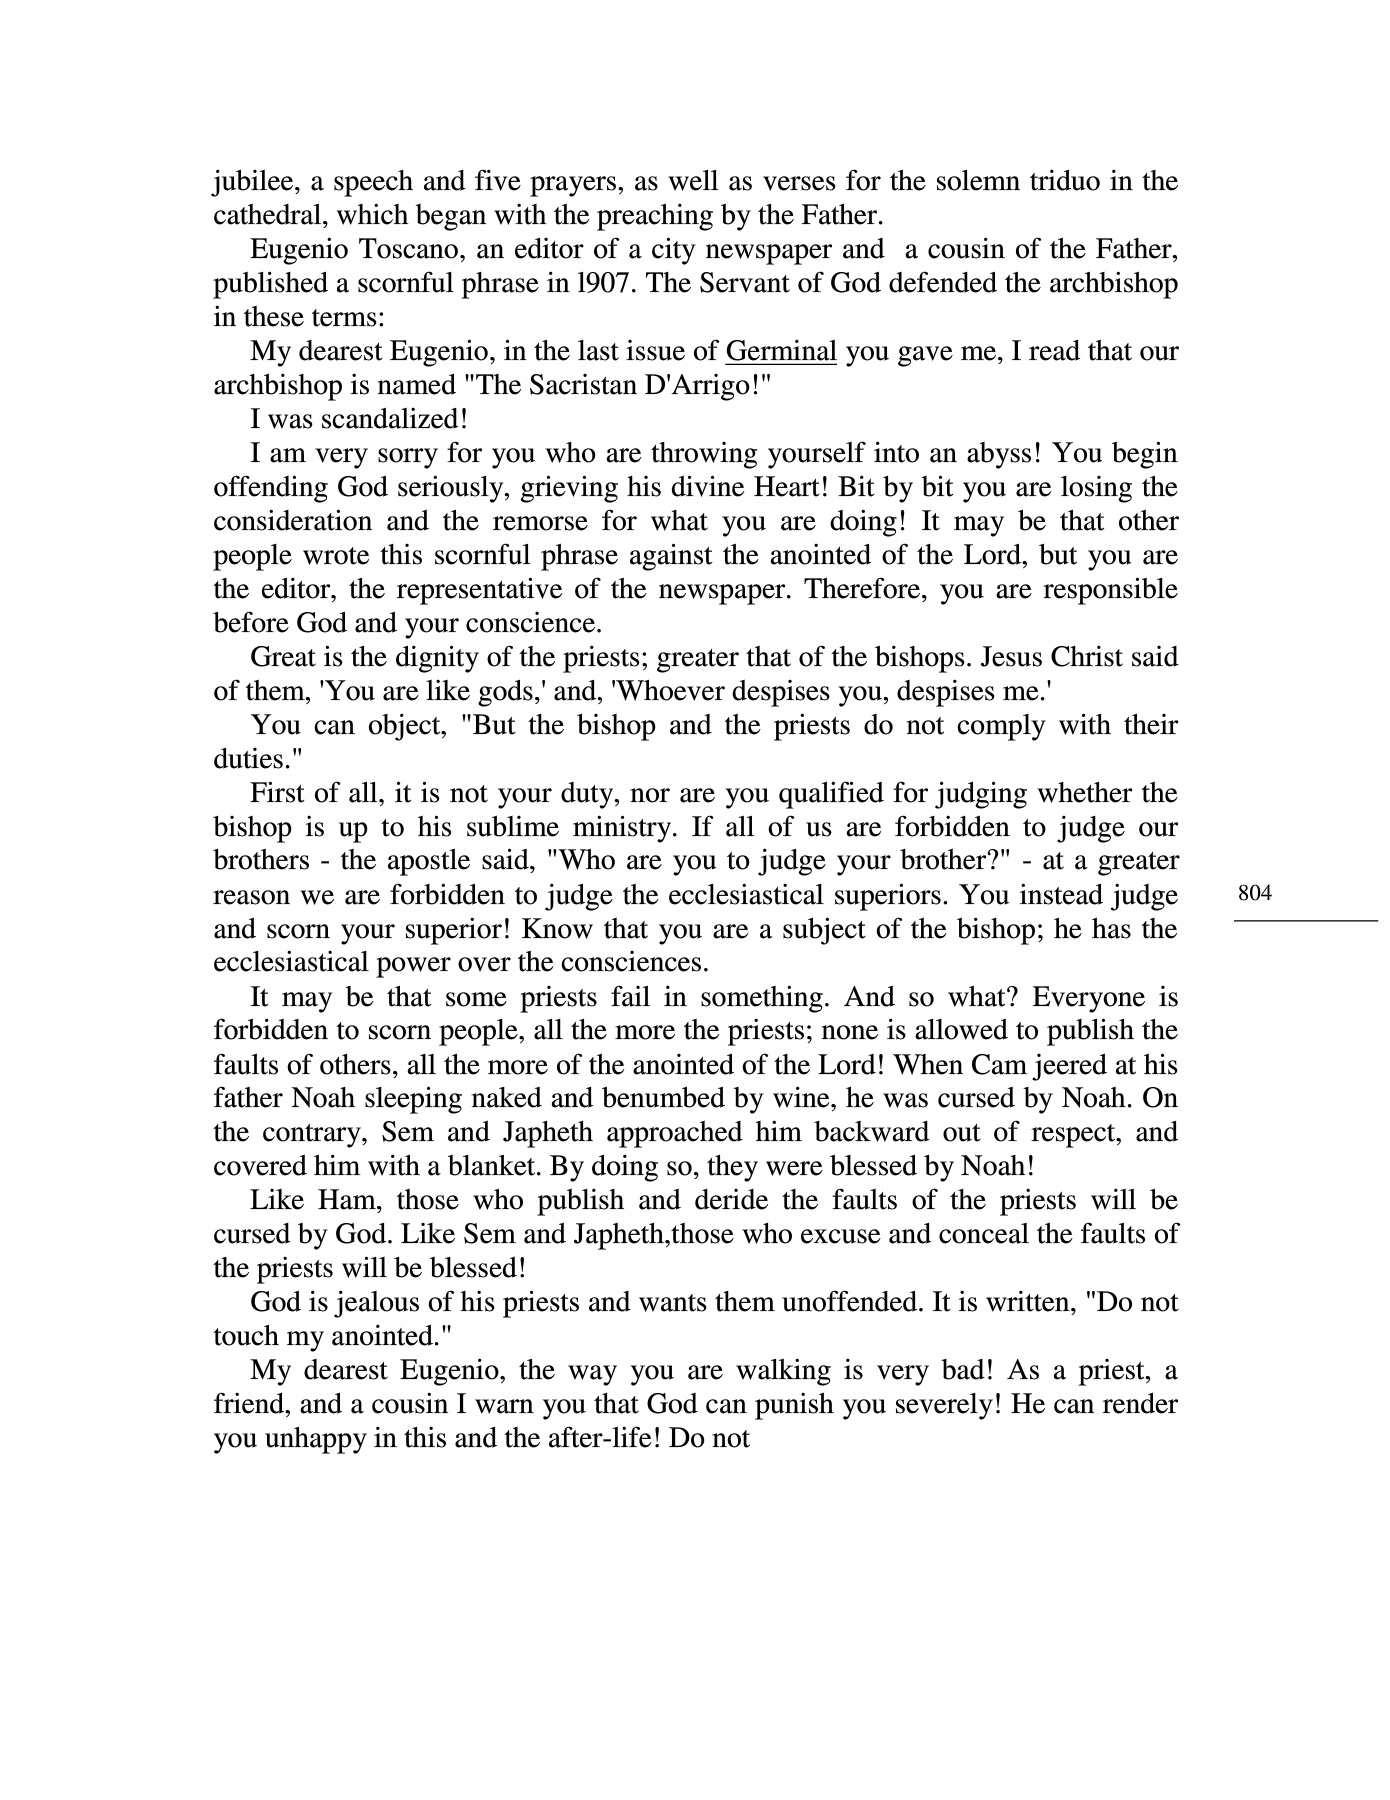 jubilee, a speech and five prayers, as well as verses for the solemn triduo in the
cathedral, which began with the preaching by the Father.
Eugenio Toscano, an editor of a city newspaper and  a cousin of the Father,
published a scornful phrase in l907. The Servant of God defended the archbishop
in these terms:
My dearest Eugenio, in the last issue of Germinal you gave me, I read that our
archbishop is named "The Sacristan D'Arrigo!"
I was scandalized!
I am very sorry for you who are throwing yourself into an abyss! You begin
offending God seriously, grieving his divine Heart! Bit by bit you are losing the
consideration and the remorse for what you are doing! It may be that other
people wrote this scornful phrase against the anointed of the Lord, but you are
the editor, the representative of the newspaper. Therefore, you are responsible
before God and your conscience.
Great is the dignity of the priests; greater that of the bishops. Jesus Christ said
of them, 'You are like gods,' and, 'Whoever despises you, despises me.'
You can object, "But the bishop and the priests do not comply with their
duties."
First of all, it is not your duty, nor are you qualified for judging whether the
bishop is up to his sublime ministry. If all of us are forbidden to judge our
brothers - the apostle said, "Who are you to judge your brother?" - at a greater
reason we are forbidden to judge the ecclesiastical superiors. You instead judge
and scorn your superior! Know that you are a subject of the bishop; he has the
ecclesiastical power over the consciences.
It may be that some priests fail in something. And so what? Everyone is
forbidden to scorn people, all the more the priests; none is allowed to publish the
faults of others, all the more of the anointed of the Lord! When Cam jeered at his
father Noah sleeping naked and benumbed by wine, he was cursed by Noah. On
the contrary, Sem and Japheth approached him backward out of respect, and
covered him with a blanket. By doing so, they were blessed by Noah!
Like Ham, those who publish and deride the faults of the priests will be
cursed by God. Like Sem and Japheth,those who excuse and conceal the faults of
the priests will be blessed!
God is jealous of his priests and wants them unoffended. It is written, "Do not
touch my anointed."
My dearest Eugenio, the way you are walking is very bad! As a priest, a
friend, and a cousin I warn you that God can punish you severely! He can render
you unhappy in this and the after-life! Do not
804